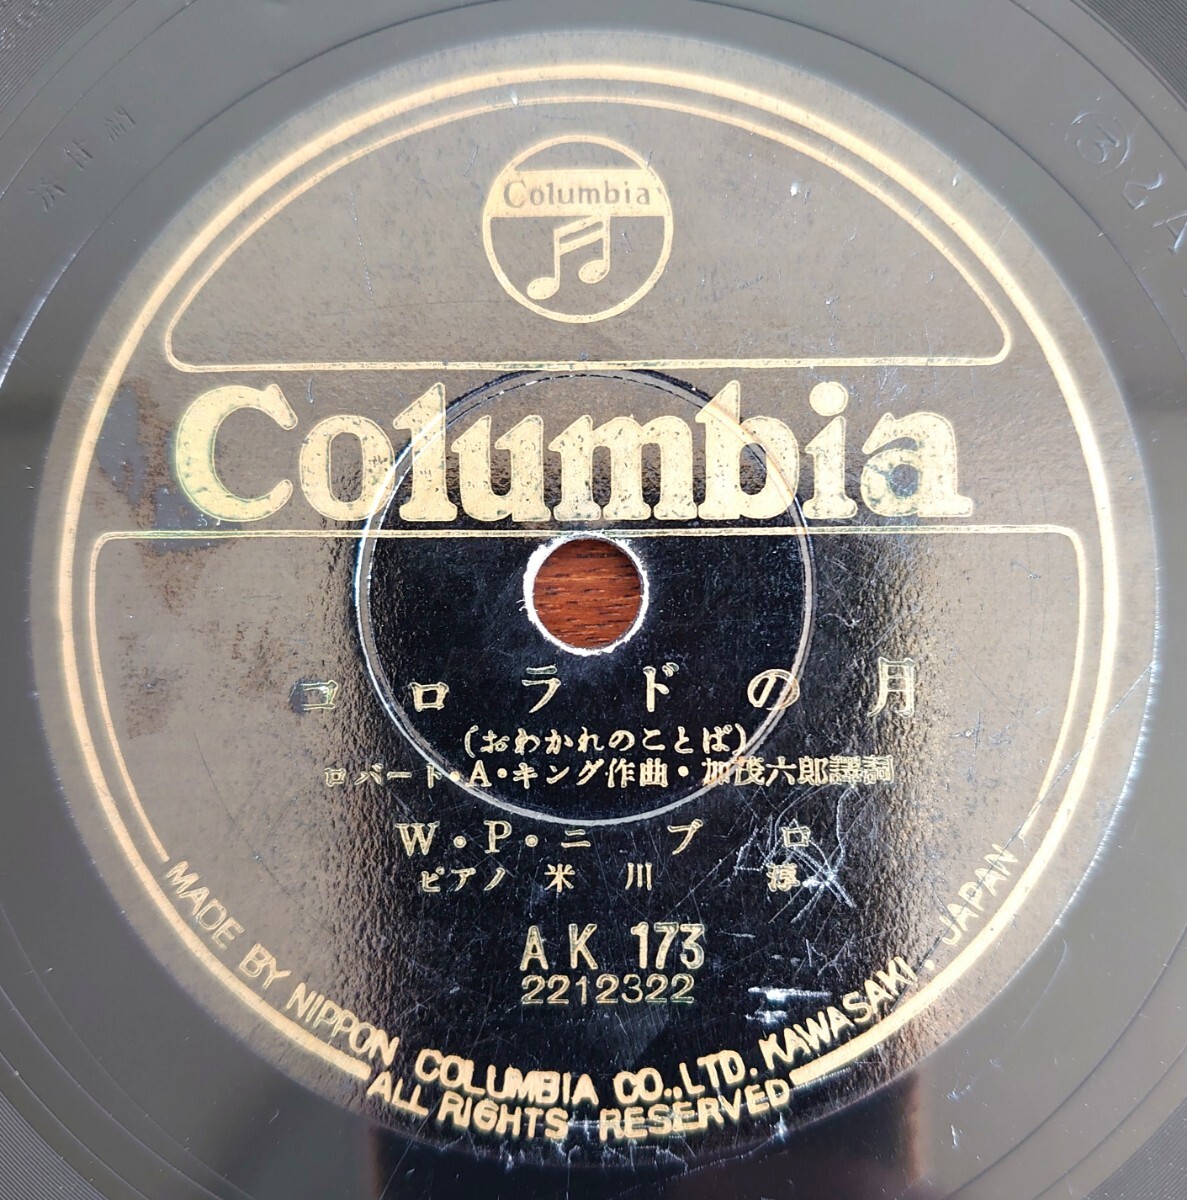 Columbia
Columbia
コロラドの月
(おわかれのことば)
ロバート・A・キング作曲・加茂六郎譯詞
W・P・ニブロ
ピアノ 米川 淳
AK 173
2212322
MADE BY NIPPON COLUMBIA CO.,LTD. KAWASAKI. JAPAN
ALL RIGHTS RESERVED
③2A